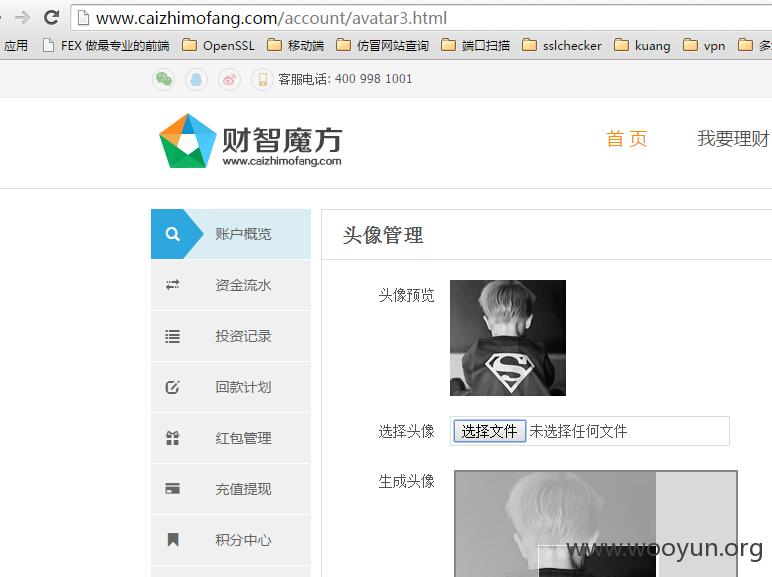 www.caizhimofang.com/account/avatar3.html
应用 FEX 做最专业的前端 OpenSSL 移动端 仿冒网站查询 端口扫描 sslchecker kuang vpn 多
客服电话: 400 998 1001
财智魔方
www.caizhimofang.com
首 页 我要理财
账户概览
资金流水
投资记录
回款计划
红包管理
充值提现
积分中心
头像管理
头像预览
选择头像 选择文件 未选择任何文件
生成头像
www.wooyun.org